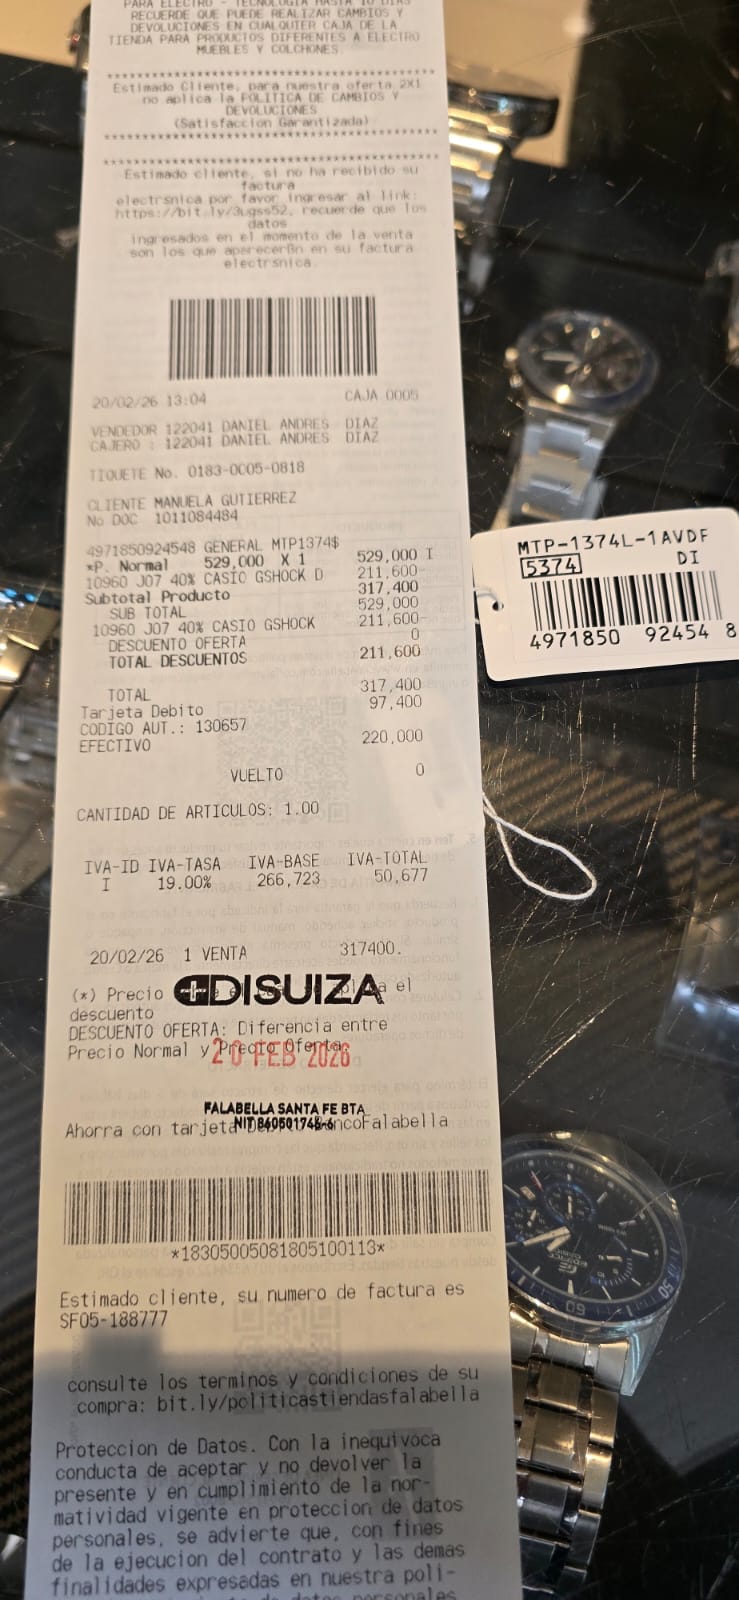 PARA ELECTRO - TECNOLOGIA HASTA 10 DIAS
RECUERDE QUE PUEDE REALIZAR CAMBIOS Y
DEVOLUCIONES EN CUALQUIER CAJA DE LA
TIENDA PARA PRODUCTOS DIFERENTES A ELECTRO
MUEBLES Y COLCHONES.
****************************************
Estimado Cliente, para nuestra oferta 2X1
no aplica la POLITICA DE CAMBIOS Y
DEVOLUCIONES
(Satisfaccion Garantizada)
****************************************
****************************************
Estimado cliente, si no ha recibido su
factura
electrsnica por favor ingresar al link:
https://bit.ly/3ugss52, recuerde que los
datos
ingresados en el momento de la venta
son los que aparecerßn en su factura
electrsnica.
20/02/26 13:04 CAJA 0005
VENDEDOR 122041 DANIEL ANDRES DIAZ
CAJERO : 122041 DANIEL ANDRES DIAZ
TIQUETE No. 0183-0005-0818
CLIENTE MANUELA GUTIERREZ
No DOC 1011084484
4971850924548 GENERAL MTP1374$
*P. Normal 529,000 X 1 529,000 I
10960 J07 40% CASIO GSHOCK D 211,600-
Subtotal Producto 317,400
SUB TOTAL 529,000
10960 J07 40% CASIO GSHOCK 211,600-
DESCUENTO OFERTA 0
TOTAL DESCUENTOS 211,600
TOTAL 317,400
Tarjeta Debito 97,400
CODIGO AUT.: 130657
EFECTIVO 220,000
VUELTO 0
CANTIDAD DE ARTICULOS: 1.00
IVA-ID IVA-TASA IVA-BASE IVA-TOTAL
I 19.00% 266,723 50,677
20/02/26 1 VENTA 317400.
(*) Precio el
DISUIZA
descuento
DESCUENTO OFERTA: Diferencia entre
Precio Normal y Precio Oferta
20 FEB 2026
FALABELLA SANTA FE BTA
NIT 860501745-6
Ahorra con tarjeta BancoFalabella
*18305005081805100113*
Estimado cliente, su numero de factura es
SF05-188777
consulte los terminos y condiciones de su
compra: bit.ly/politicastiendasfalabella
Proteccion de Datos. Con la inequivoca
conducta de aceptar y no devolver la
presente y en cumplimiento de la nor-
matividad vigente en proteccion de datos
personales, se advierte que, con fines
de la ejecucion del contrato y las demas
finalidades expresadas en nuestra poli-
MTP-1374L-1AVDF
5374 DI
4971850 92454 8
EDIFICE
CASIO
60
50